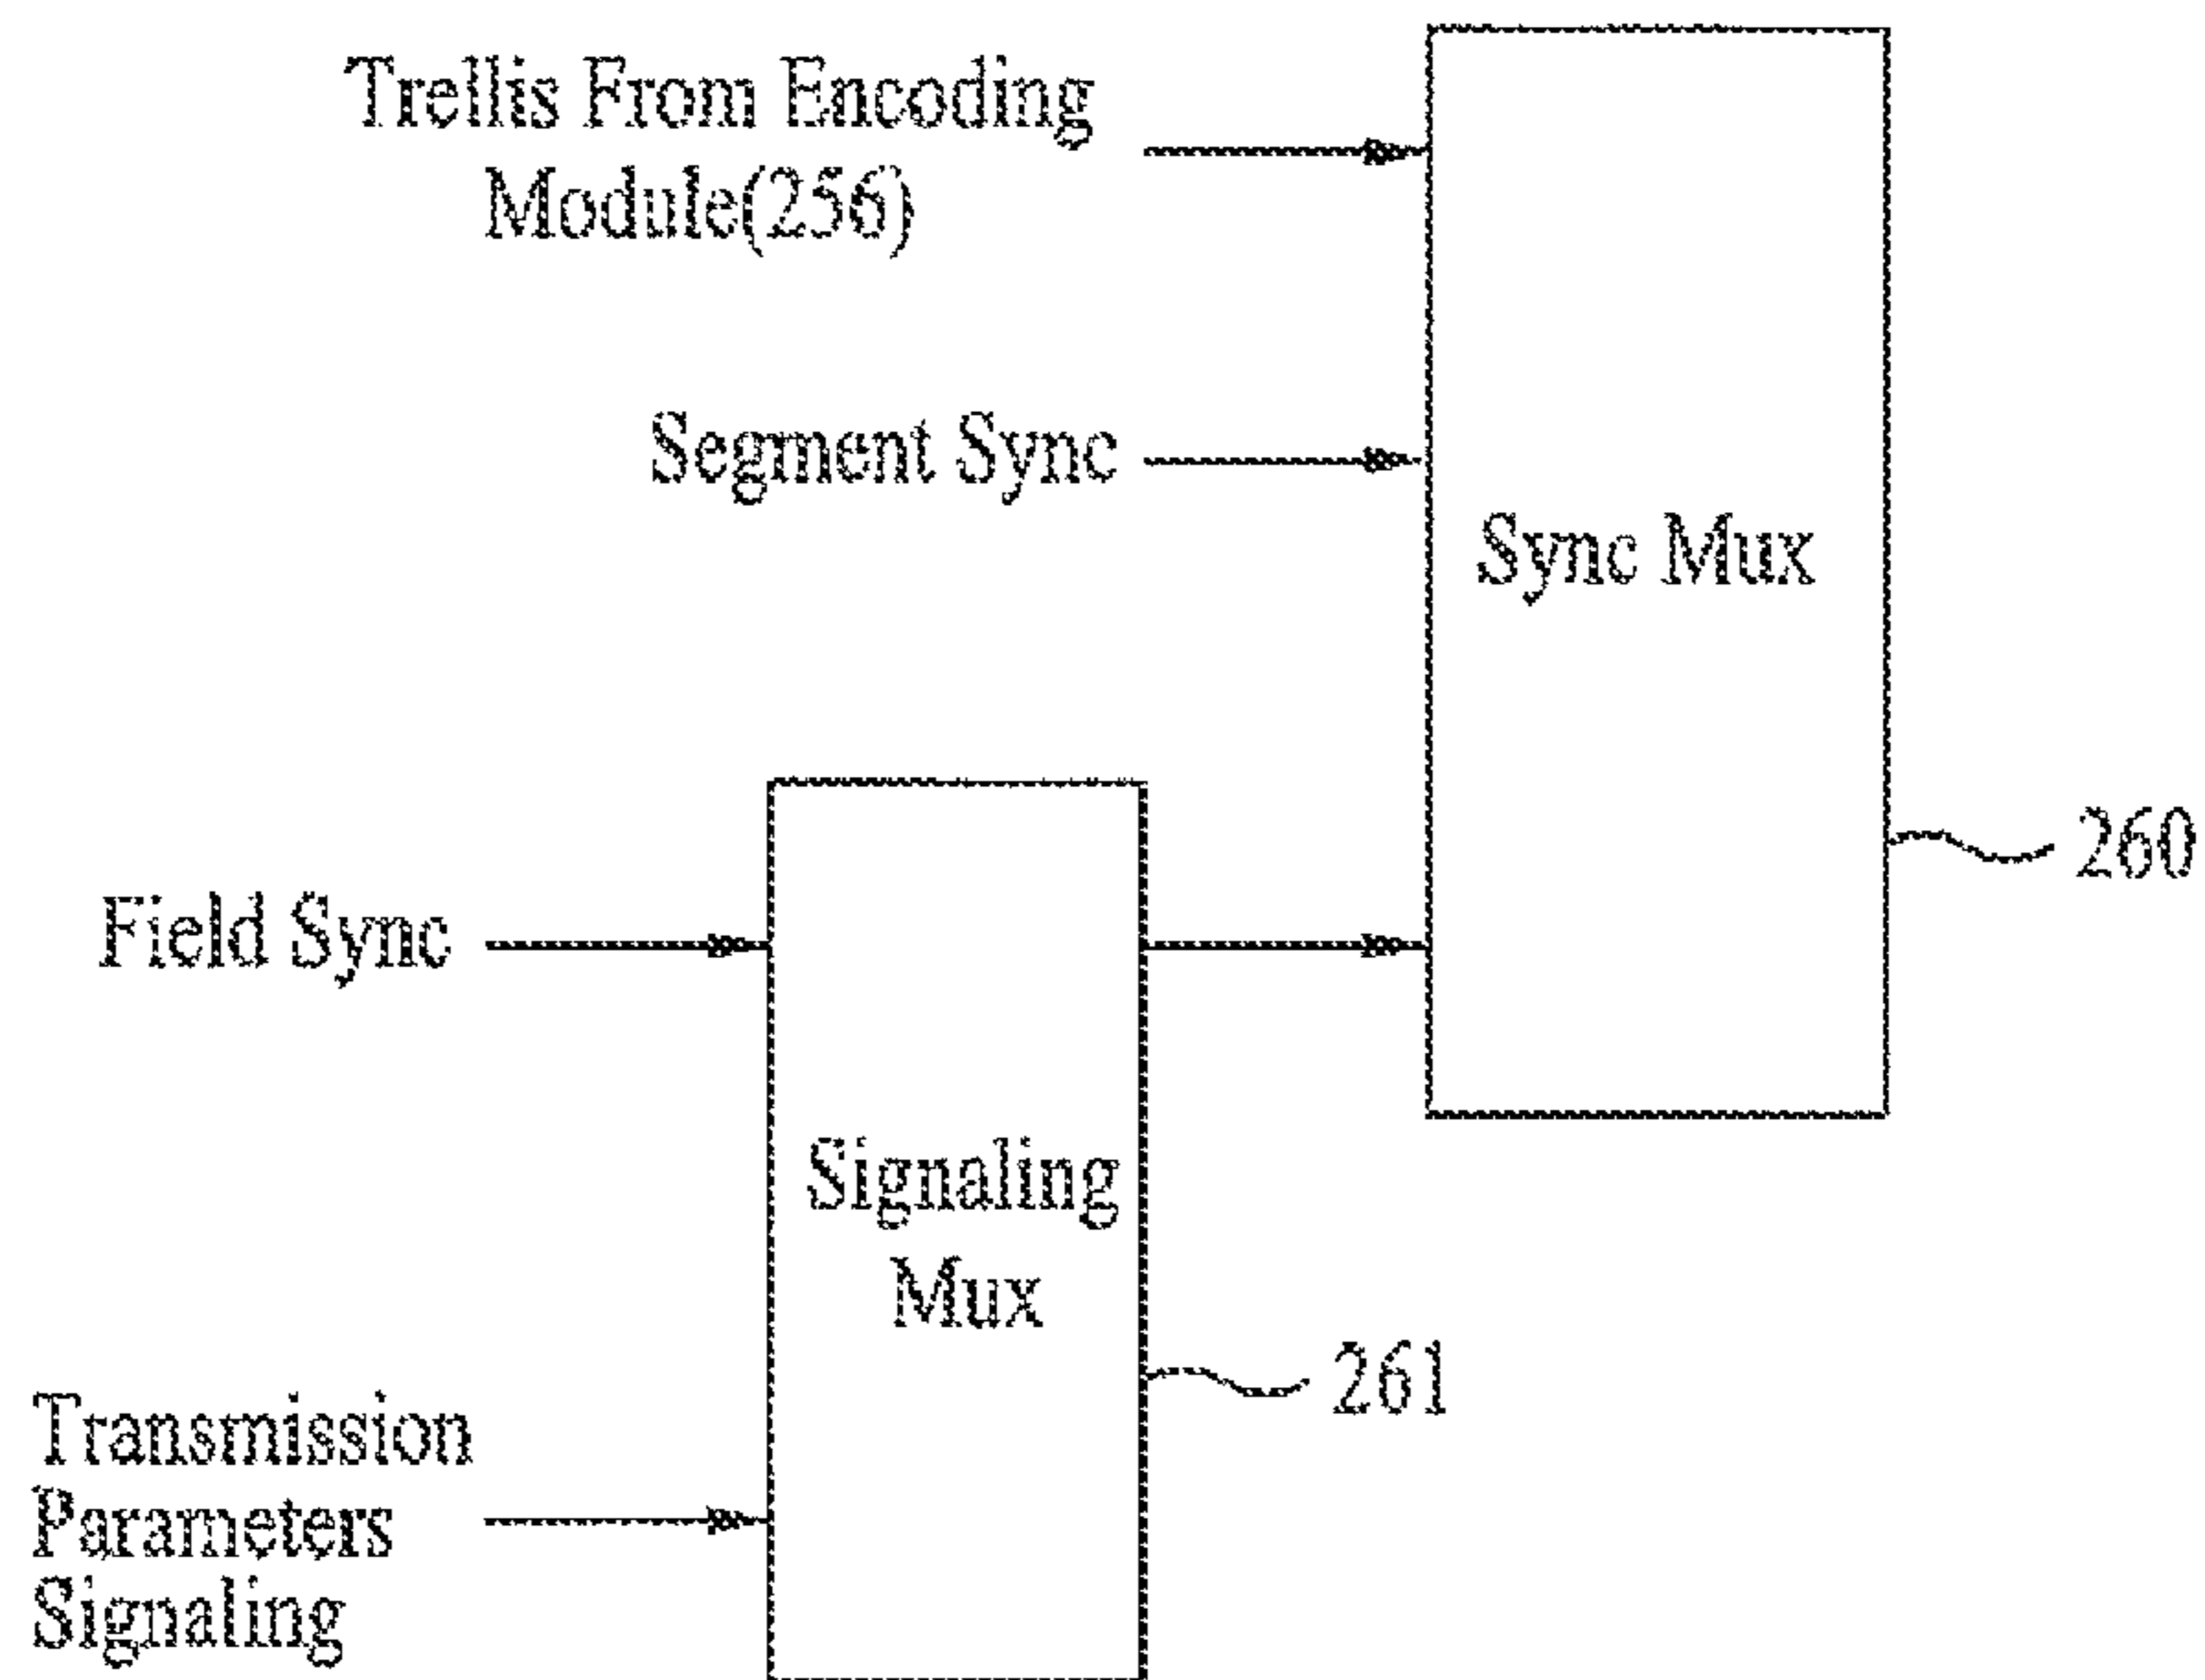 Trellis From Encoding
Module(256)
Segment Sync
Sync Mux
260
Field Sync
Signaling
Mux
261
Transmission
Parameters
Signaling